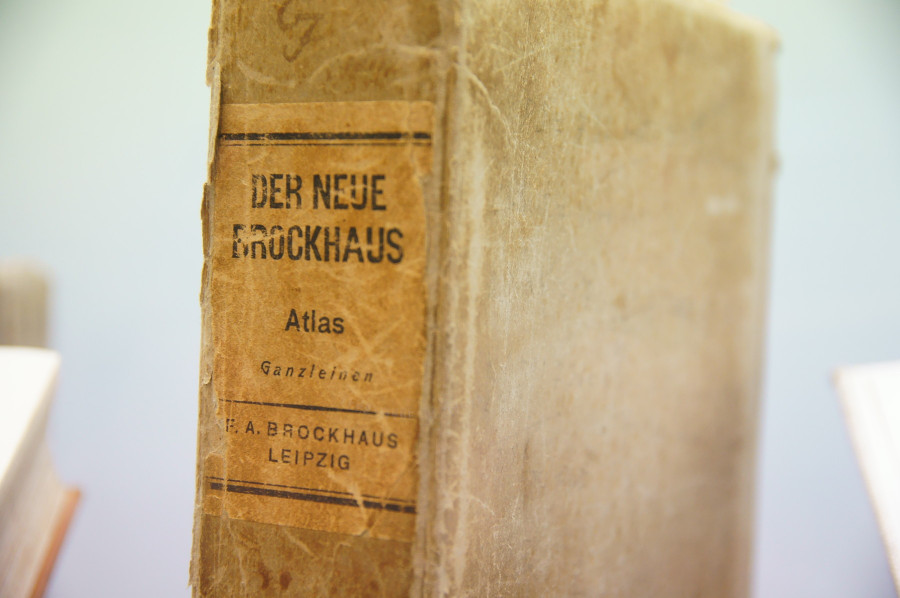 DER NEUE
BROCKHAUS
Atlas
Ganzleinen
F. A. BROCKHAUS
LEIPZIG